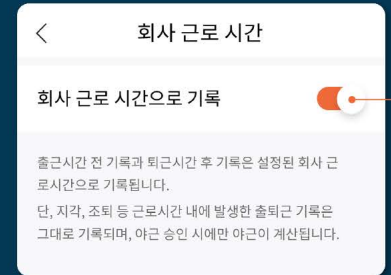 회사 근로 시간
회사 근로 시간으로 기록
출근시간 전 기록과 퇴근시간 후 기록은 설정된 회사 근
로시간으로 기록됩니다.
단, 지각, 조퇴 등 근로시간 내에 발생한 출퇴근 기록은
그대로 기록되며, 야근 승인 시에만 야근이 계산됩니다.